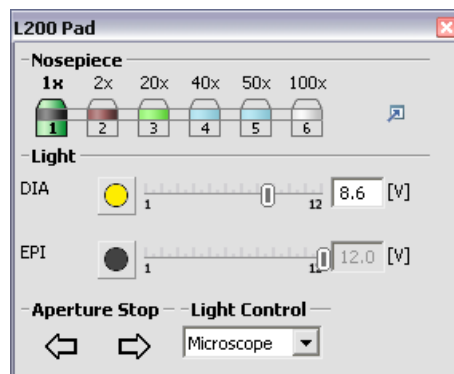 L200 Pad
Nosepiece
1x 2x 20x 40x 50x 100x
1 2 3 4 5 6
Light
DIA 1 12 8.6 [V]
EPI 1 12 12.0 [V]
Aperture Stop Light Control
Microscope